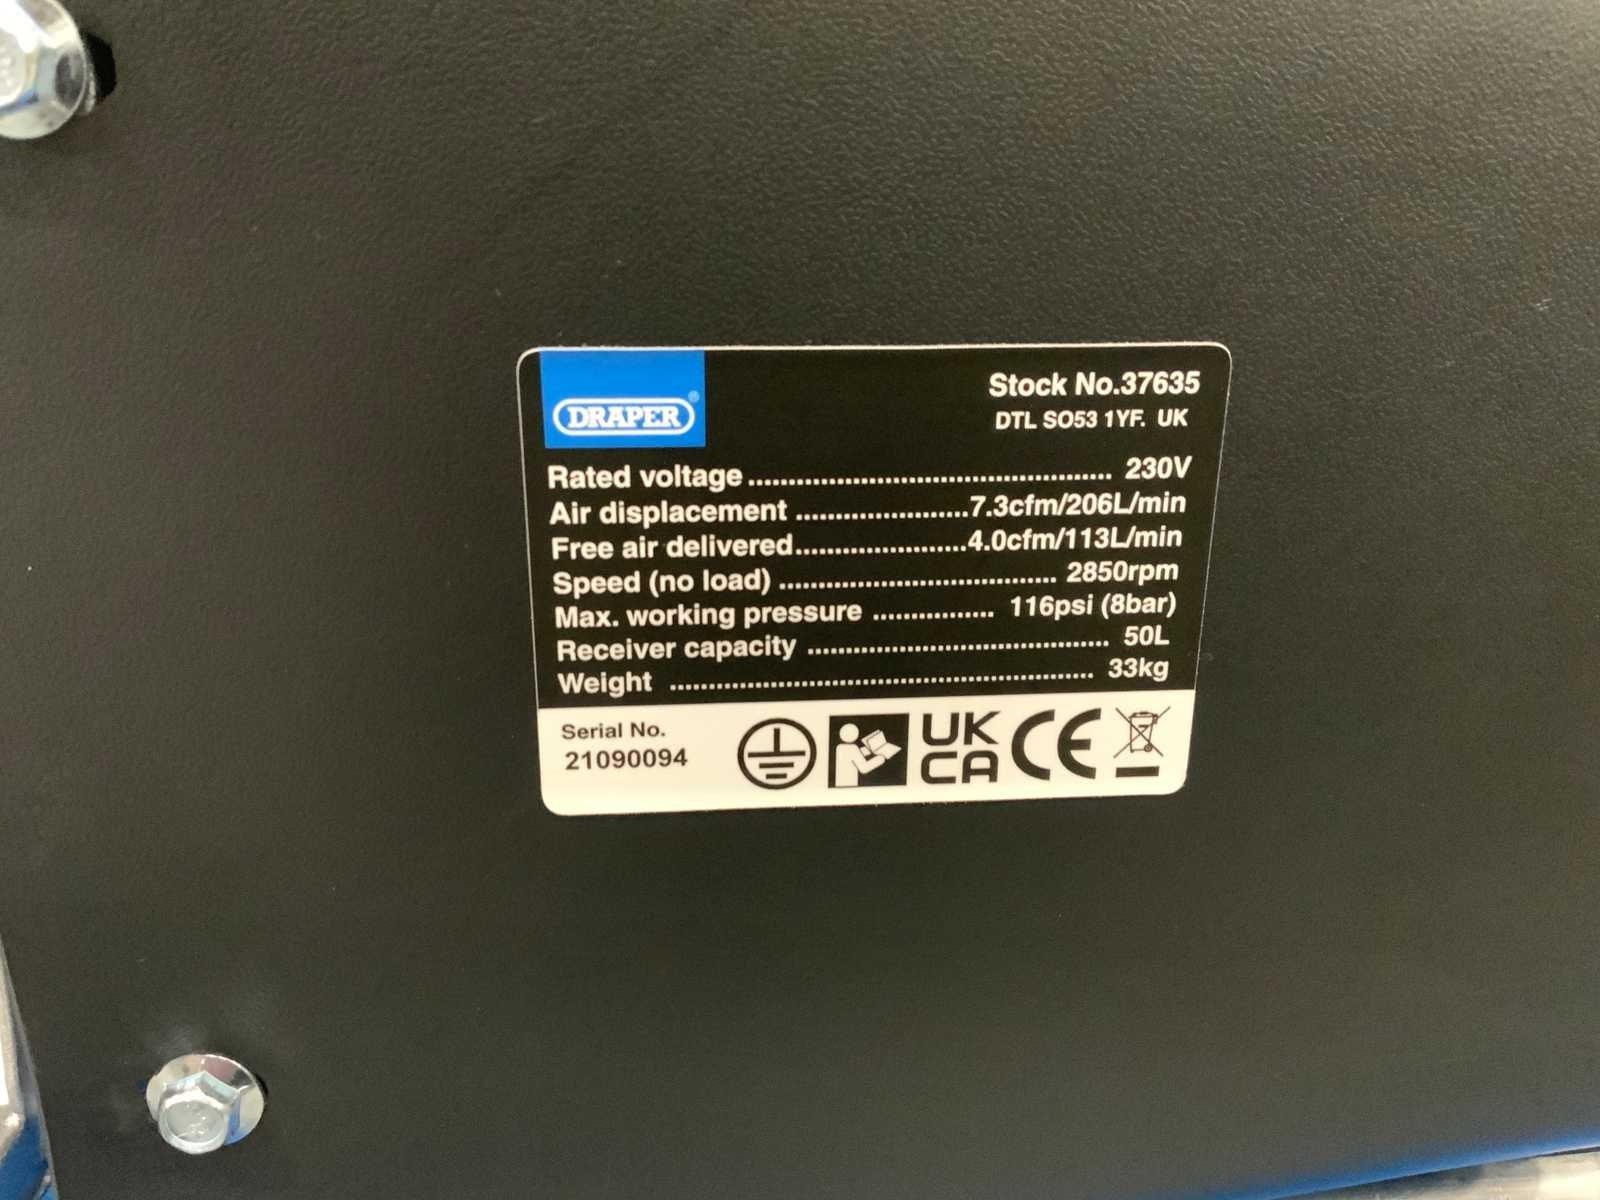 DRAPER®
Stock No.37635
DTL SO53 1YF. UK
Rated voltage .............................................. 230V
Air displacement ......................7.3cfm/206L/min
Free air delivered......................4.0cfm/113L/min
Speed (no load) ................................... 2850rpm
Max. working pressure ............... 116psi (8bar)
Receiver capacity ...................................... 50L
Weight ...................................................... 33kg
Serial No.
21090094
UK
CA CE